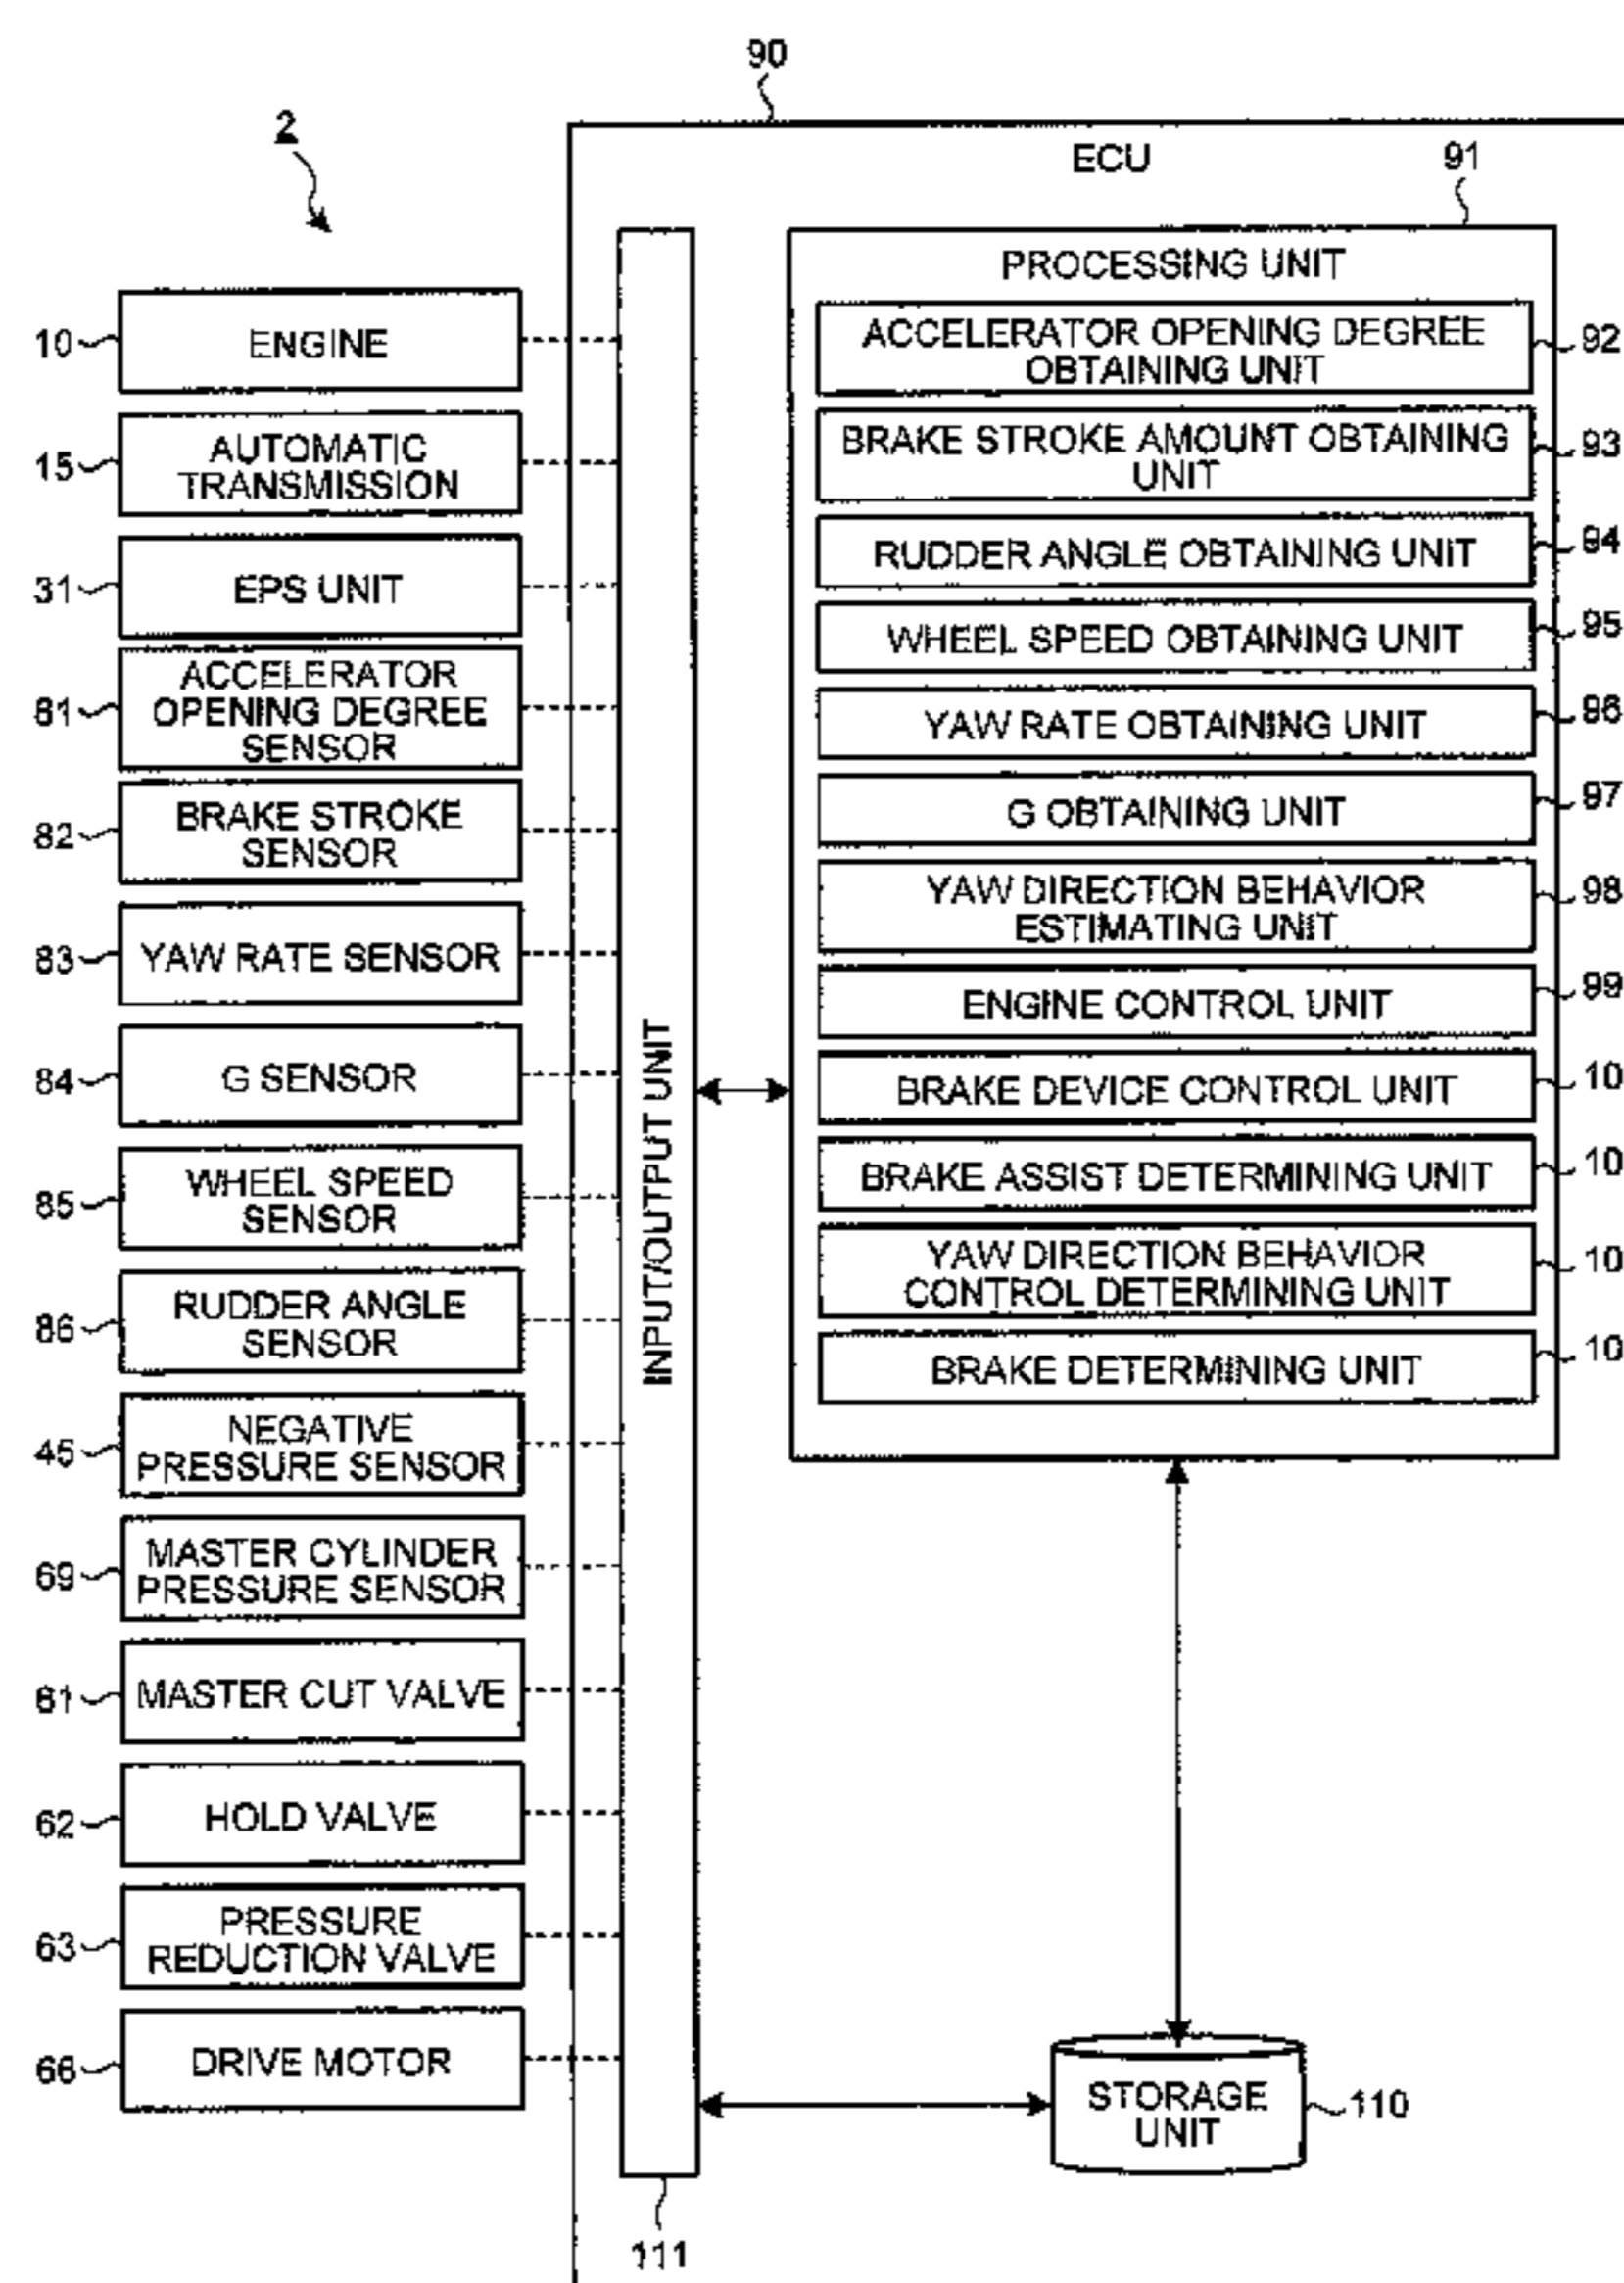 90
2
ECU
91
PROCESSING UNIT
10
ENGINE
ACCELERATOR OPENING DEGREE
OBTAINING UNIT
92
15
AUTOMATIC
TRANSMISSION
BRAKE STROKE AMOUNT OBTAINING
UNIT
93
31
EPS UNIT
RUDDER ANGLE OBTAINING UNIT
94
81
ACCELERATOR
OPENING DEGREE
SENSOR
WHEEL SPEED OBTAINING UNIT
95
YAW RATE OBTAINING UNIT
96
82
BRAKE STROKE
SENSOR
G OBTAINING UNIT
97
83
YAW RATE SENSOR
YAW DIRECTION BEHAVIOR
ESTIMATING UNIT
98
ENGINE CONTROL UNIT
99
84
G SENSOR
INPUT/OUTPUT UNIT
BRAKE DEVICE CONTROL UNIT
10
85
WHEEL SPEED
SENSOR
BRAKE ASSIST DETERMINING UNIT
10
86
RUDDER ANGLE
SENSOR
YAW DIRECTION BEHAVIOR
CONTROL DETERMINING UNIT
10
BRAKE DETERMINING UNIT
10
45
NEGATIVE
PRESSURE SENSOR
69
MASTER CYLINDER
PRESSURE SENSOR
61
MASTER CUT VALVE
62
HOLD VALVE
63
PRESSURE
REDUCTION VALVE
66
DRIVE MOTOR
STORAGE
UNIT
110
111